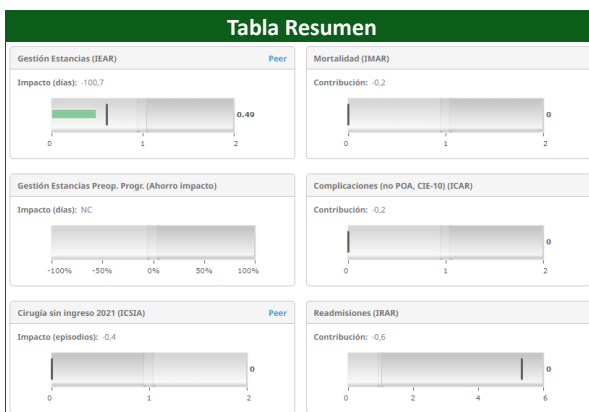 Tabla Resumen
Gestión Estancias (IEAR) Peer
Impacto (días): -100,7
0.49
0 1 2
Mortalidad (IMAR)
Contribución: -0,2
0
0 1 2
Gestión Estancias Preop. Progr. (Ahorro impacto)
Impacto (días): NC
-100% -50% 0% 50% 100%
Complicaciones (no POA, CIE-10) (ICAR)
Contribución: -0,2
0
0 1 2
Cirugía sin ingreso 2021 (ICSIA) Peer
Impacto (episodios): -0,4
0
0 1 2
Readmisiones (IRAR)
Contribución: -0,6
0
0 2 4 6